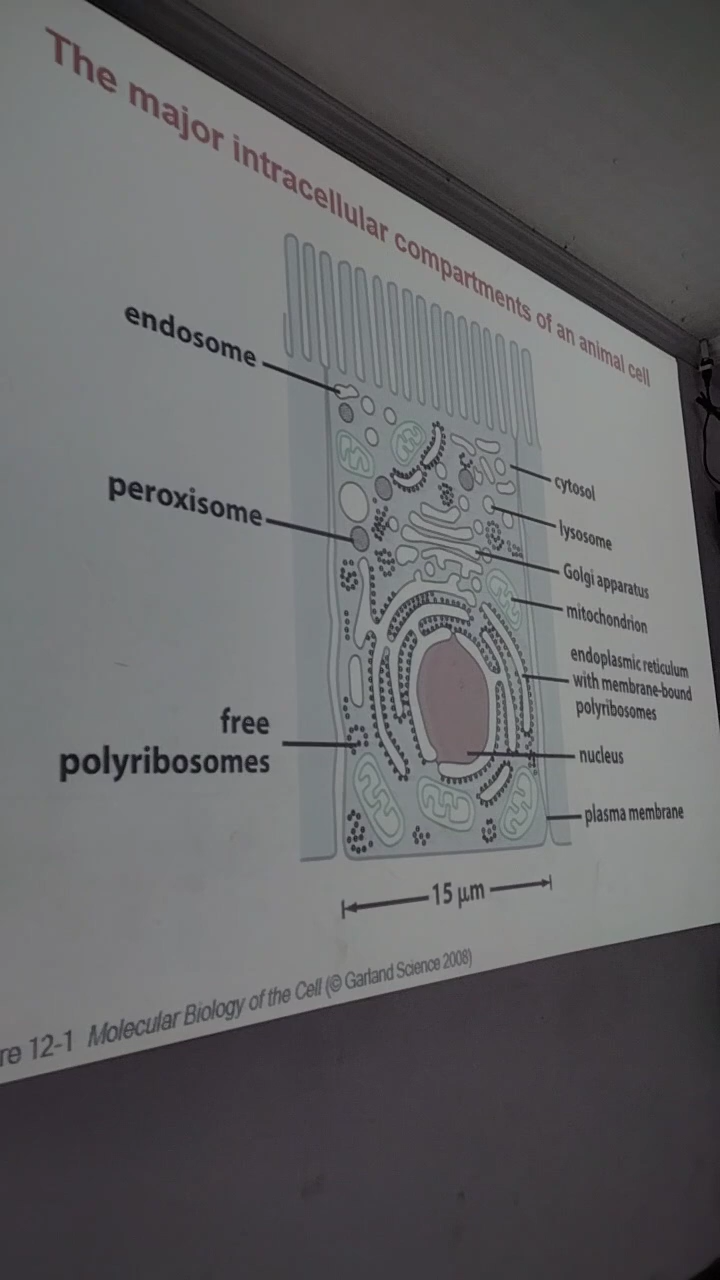 The major intracellular compartments of an animal cell
endosome
peroxisome
free
polyribosomes
cytosol
lysosome
Golgi apparatus
mitochondrion
endoplasmic reticulum
with membrane-bound
polyribosomes
nucleus
plasma membrane
15 μm
re 12-1 Molecular Biology of the Cell (© Garland Science 2008)